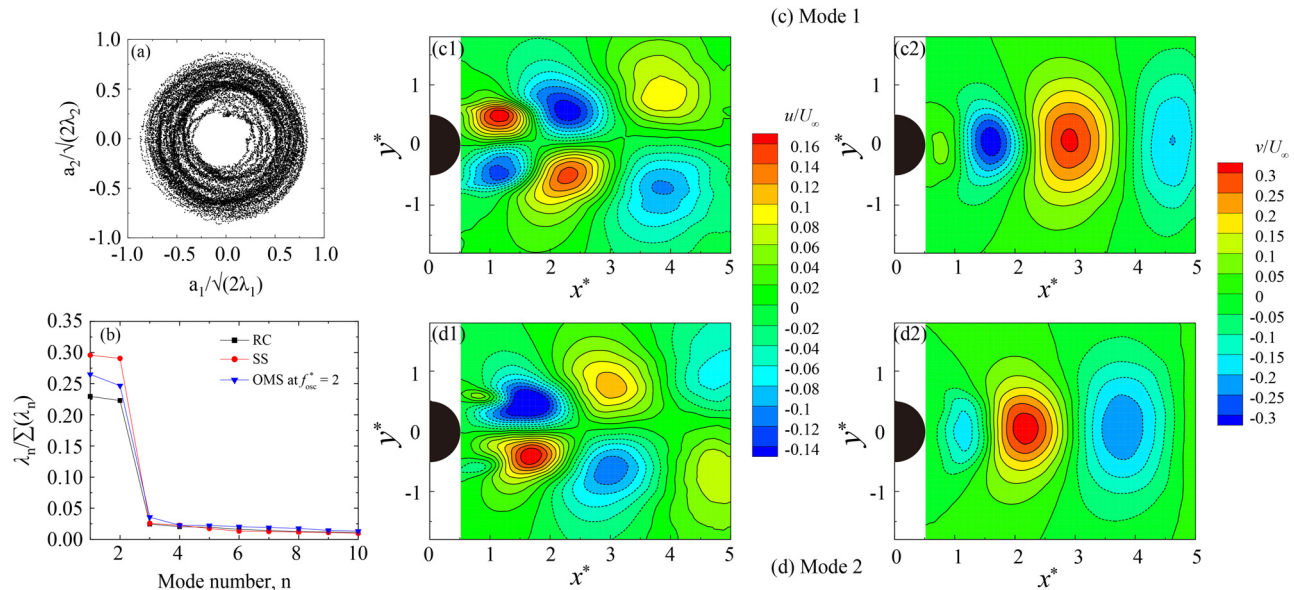 (c) Mode 1
(a)
a₂/√(2λ₂)
1.0
0.5
0.0
-0.5
-1.0
-1.0 -0.5 0.0 0.5 1.0
a₁/√(2λ₁)
(b)
RC
SS
OMS at f*osc = 2
λn/∑(λn)
0.35
0.30
0.25
0.20
0.15
0.10
0.05
0.00
2 4 6 8 10
Mode number, n
(c1)
y*
1
0
-1
0 1 2 3 4 5
x*
u/U∞
0.16
0.14
0.12
0.1
0.08
0.06
0.04
0.02
0
-0.02
-0.04
-0.06
-0.08
-0.1
-0.12
-0.14
(c2)
y*
1
0
-1
0 1 2 3 4 5
x*
v/U∞
0.3
0.25
0.2
0.15
0.1
0.05
0
-0.05
-0.1
-0.15
-0.2
-0.25
-0.3
(d1)
y*
1
0
-1
0 1 2 3 4 5
x*
(d2)
y*
1
0
-1
0 1 2 3 4 5
x*
(d) Mode 2